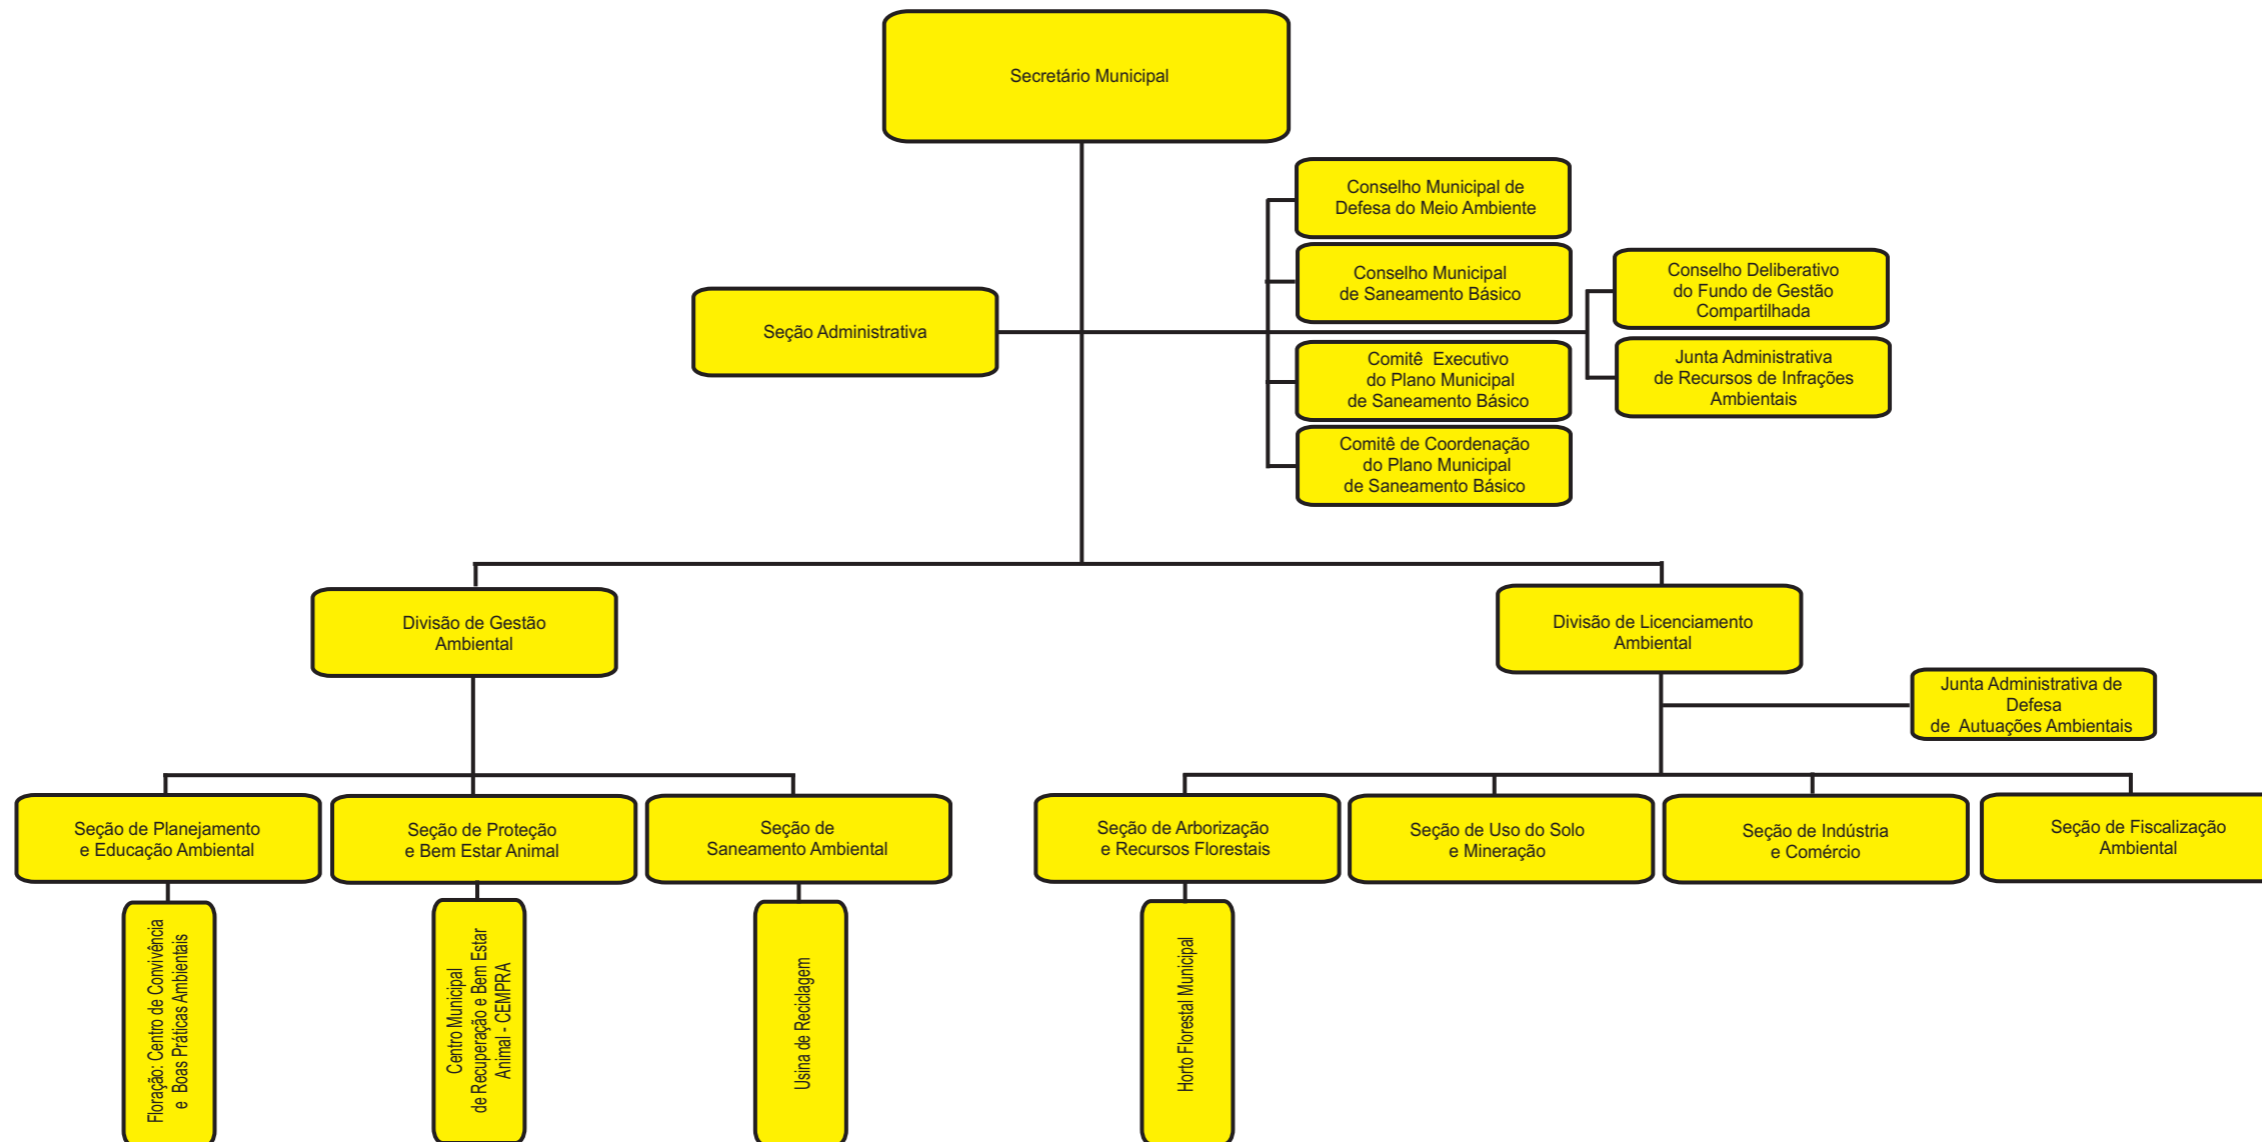 Secretário Municipal
Conselho Municipal de
Defesa do Meio Ambiente
Conselho Municipal
de Saneamento Básico
Conselho Deliberativo
do Fundo de Gestão
Compartilhada
Seção Administrativa
Comitê Executivo
do Plano Municipal
de Saneamento Básico
Junta Administrativa
de Recursos de Infrações
Ambientais
Comitê de Coordenação
do Plano Municipal
de Saneamento Básico
Divisão de Gestão
Ambiental
Divisão de Licenciamento
Ambiental
Junta Administrativa de
Defesa
de Autuações Ambientais
Seção de Planejamento
e Educação Ambiental
Seção de Proteção
e Bem Estar Animal
Seção de
Saneamento Ambiental
Seção de Arborização
e Recursos Florestais
Seção de Uso do Solo
e Mineração
Seção de Indústria
e Comércio
Seção de Fiscalização
Ambiental
Floração: Centro de Convivência
e Boas Práticas Ambientais
Centro Municipal
de Recuperação e Bem Estar
Animal - CEMPRA
Usina de Reciclagem
Horto Florestal Municipal